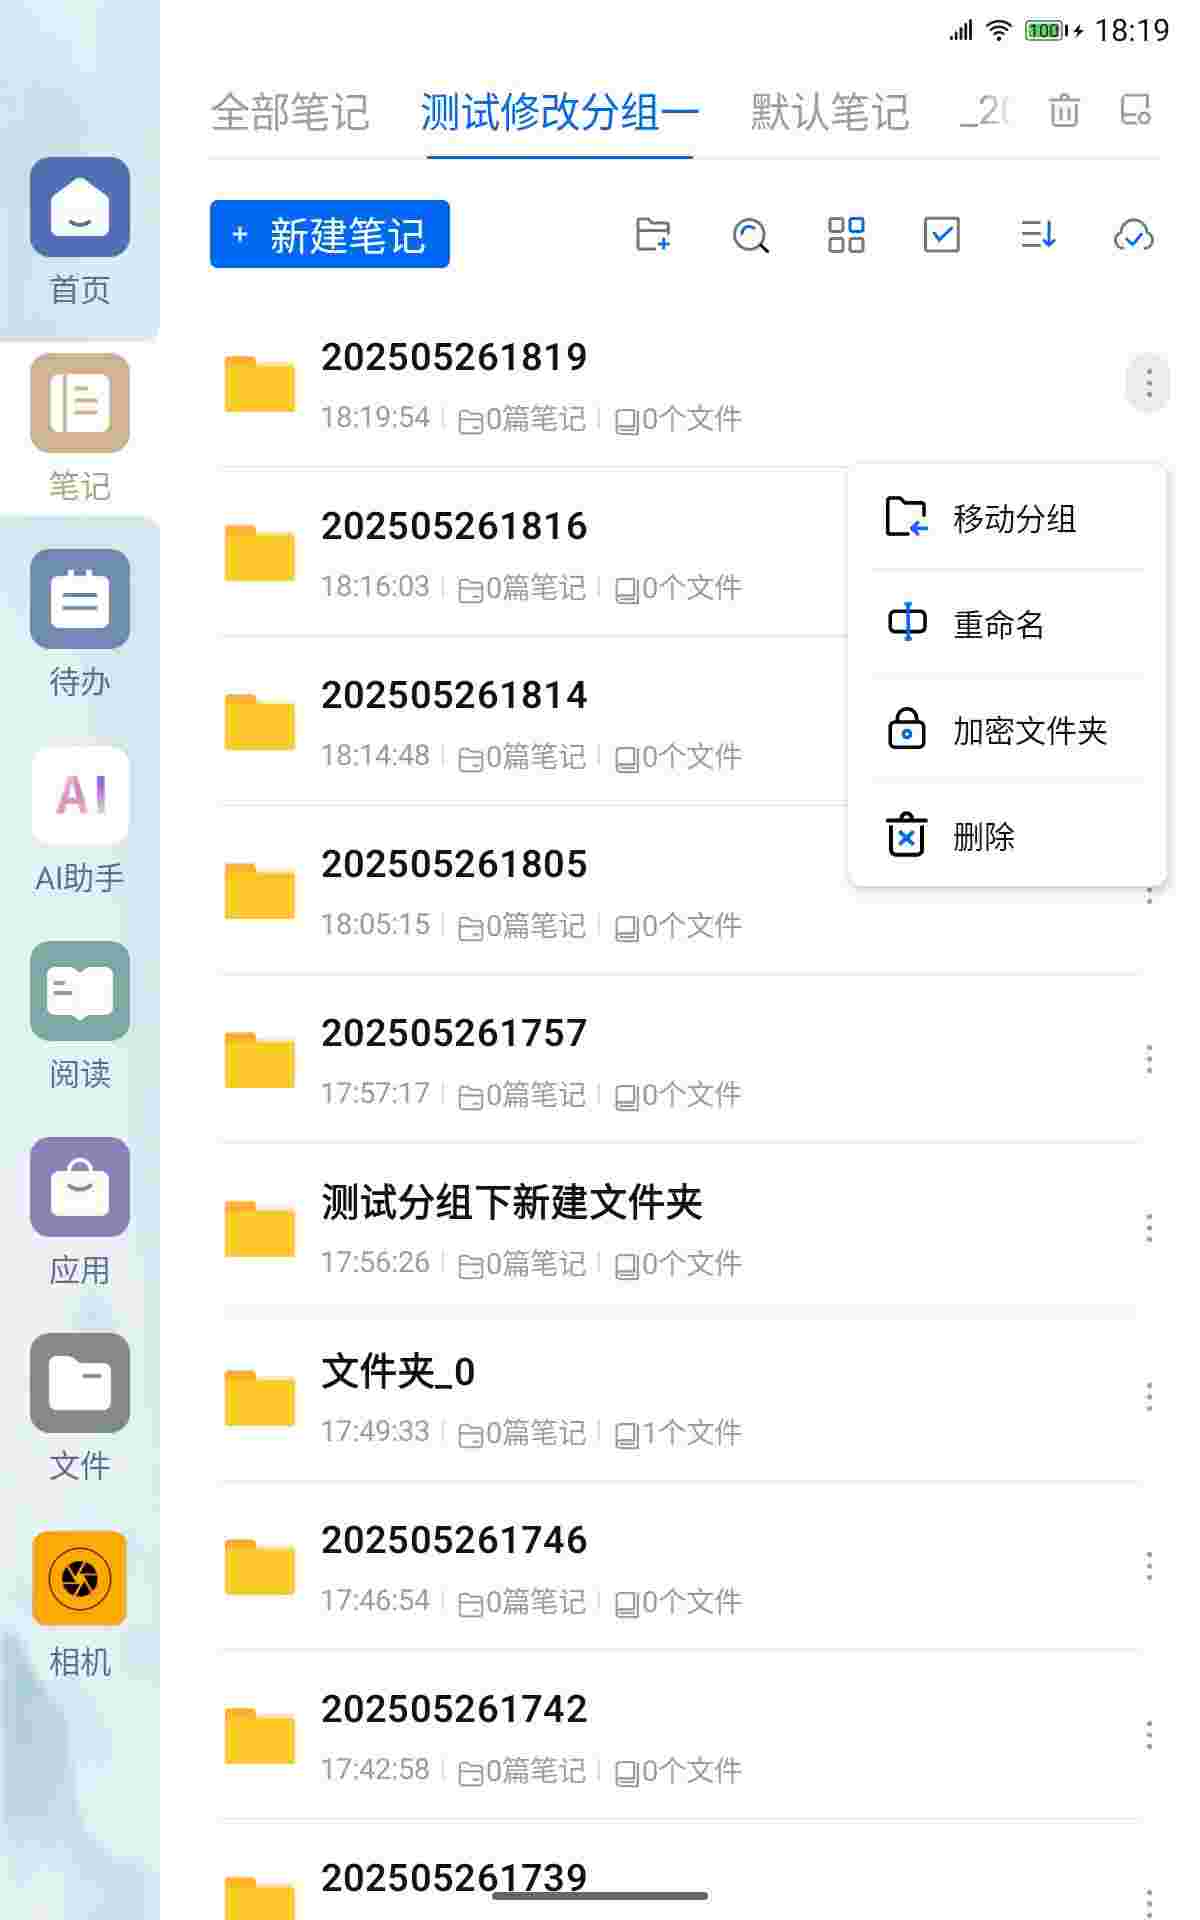 100 18:19
全部笔记 测试修改分组一 默认笔记 _20
+ 新建笔记
首页
笔记
待办
AI
AI助手
阅读
应用
文件
相机
202505261819
18:19:54 0篇笔记 0个文件
202505261816
18:16:03 0篇笔记 0个文件
202505261814
18:14:48 0篇笔记 0个文件
202505261805
18:05:15 0篇笔记 0个文件
202505261757
17:57:17 0篇笔记 0个文件
测试分组下新建文件夹
17:56:26 0篇笔记 0个文件
文件夹_0
17:49:33 0篇笔记 1个文件
202505261746
17:46:54 0篇笔记 0个文件
202505261742
17:42:58 0篇笔记 0个文件
202505261739
移动分组
重命名
加密文件夹
删除